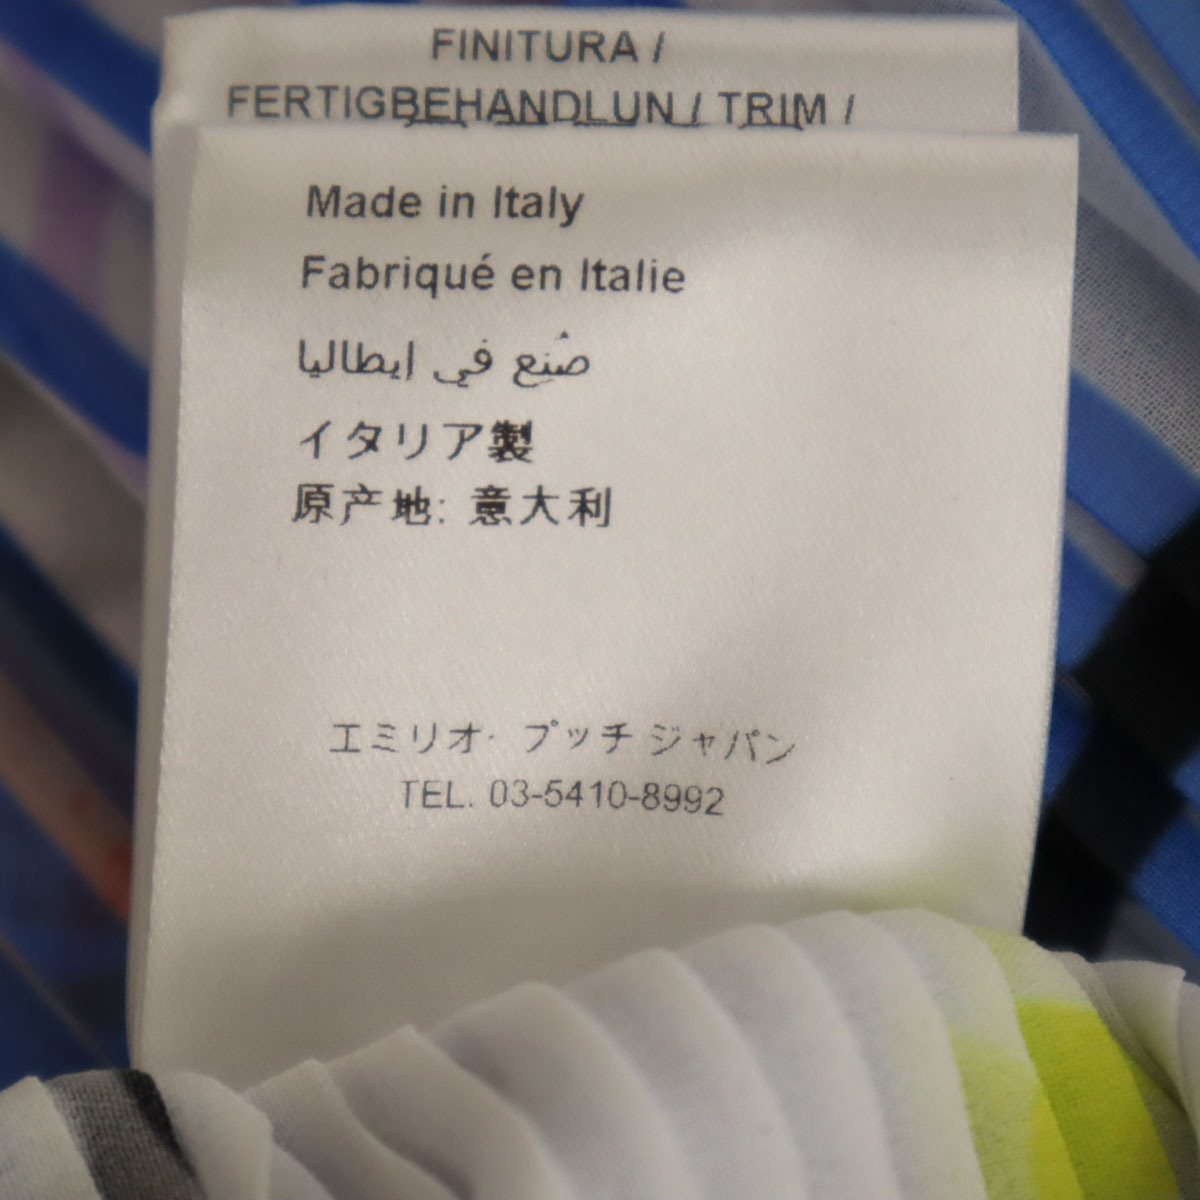 FINITURA /
FERTIGBEHANDLUN / TRIM /
Made in Italy
Fabriqué en Italie
صُنع في ايطاليا
イタリア製
原产地: 意大利
エミリオ・プッチ ジャパン
TEL. 03-5410-8992